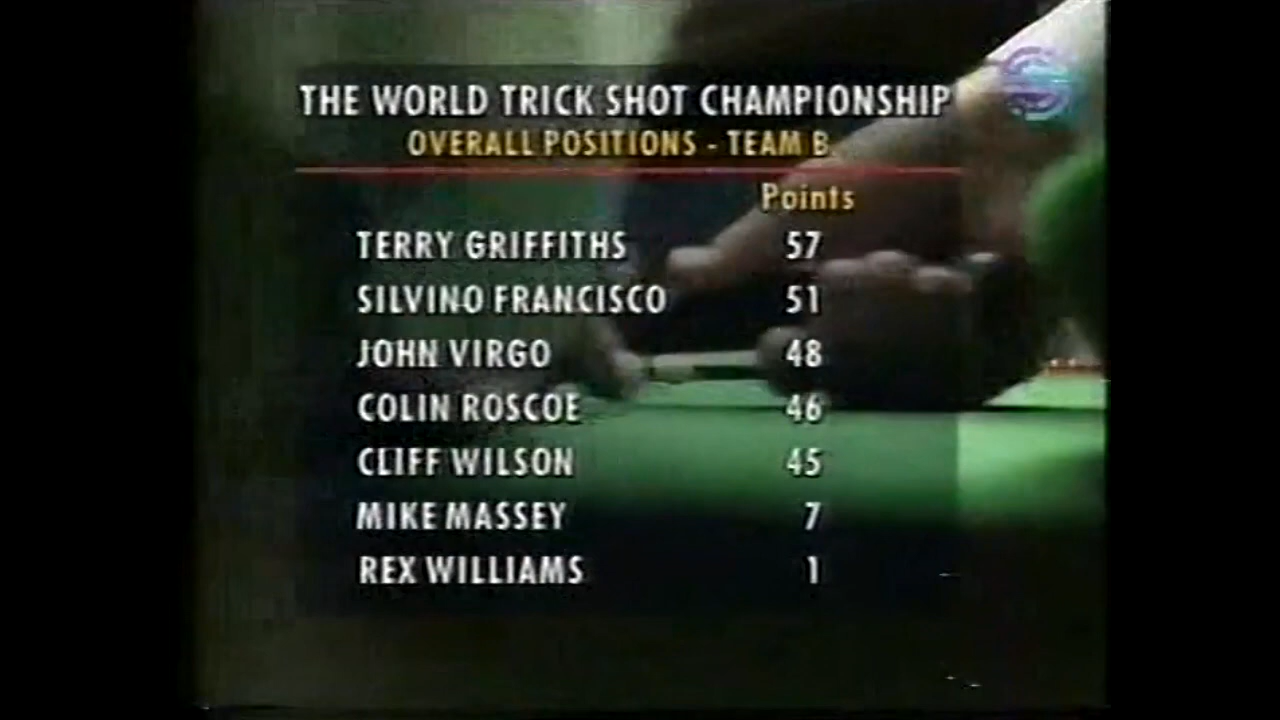 THE WORLD TRICK SHOT CHAMPIONSHIP
OVERALL POSITIONS - TEAM B
Points
TERRY GRIFFITHS 57
SILVINO FRANCISCO 51
JOHN VIRGO 48
COLIN ROSCOE 46
CLIFF WILSON 45
MIKE MASSEY 7
REX WILLIAMS 1